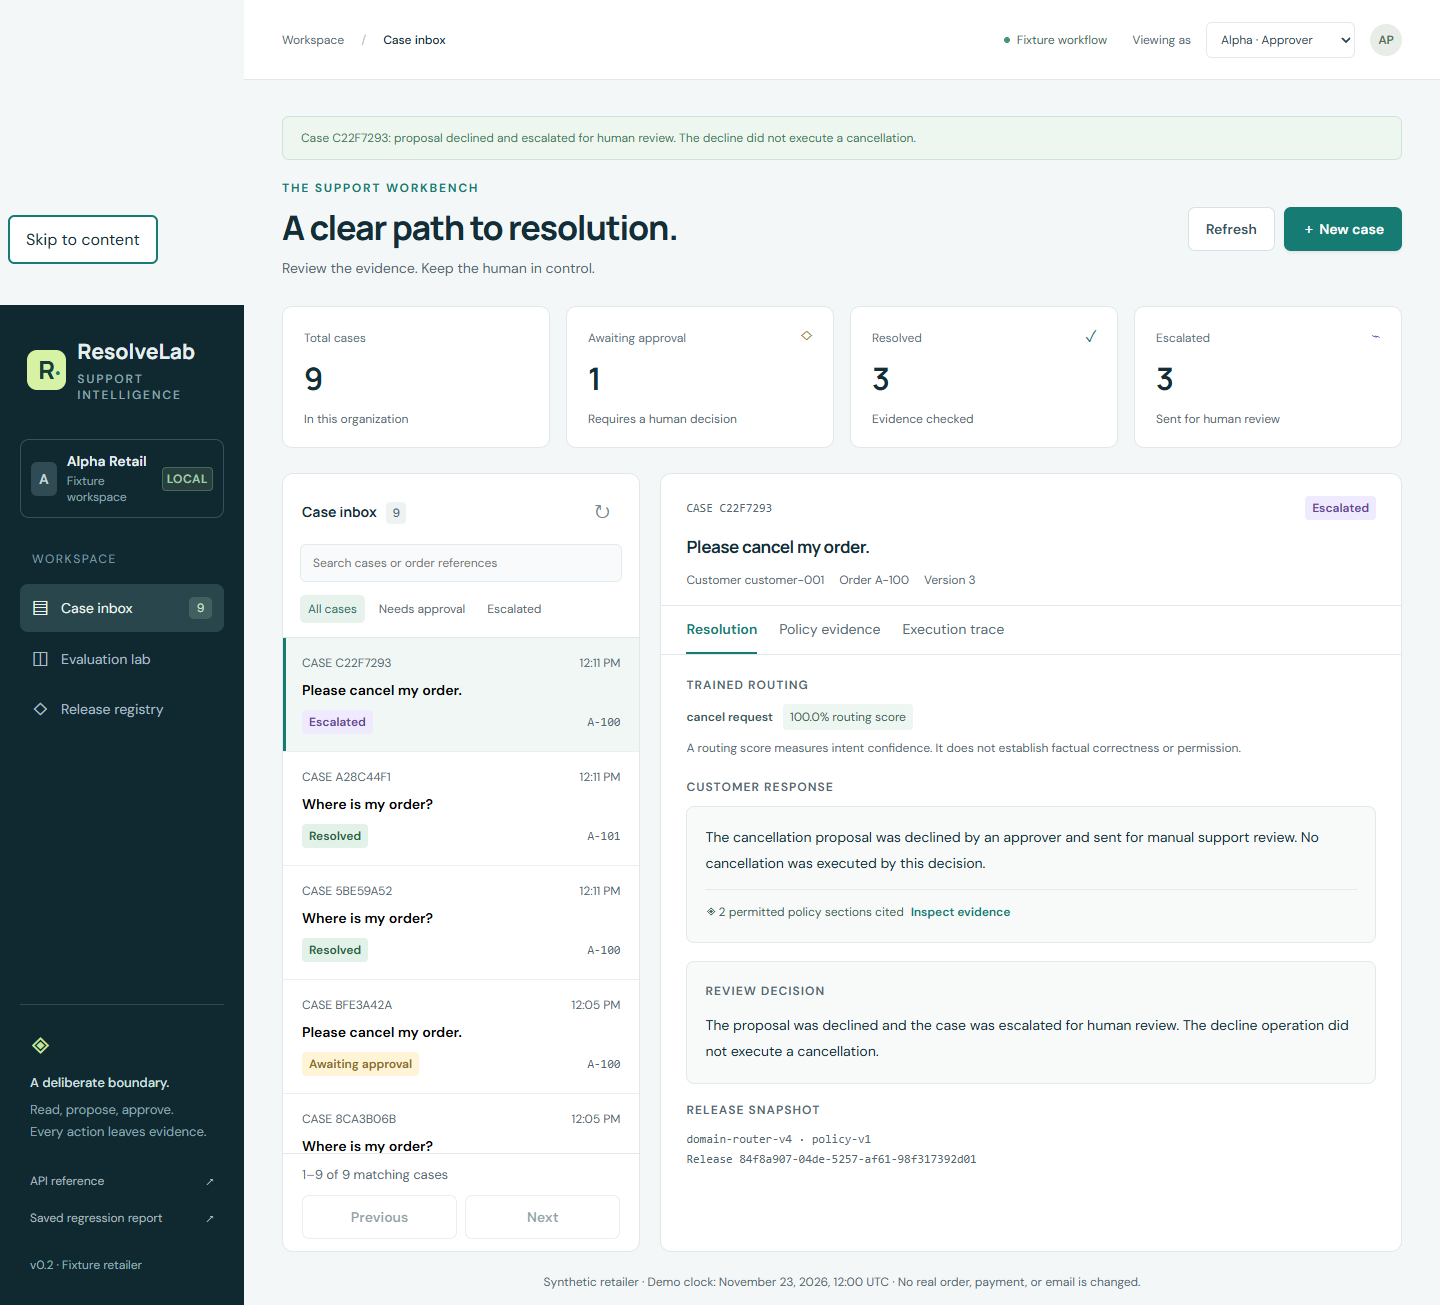 Workspace / Case inbox
Fixture workflow
Viewing as
Alpha · Approver
AP
Case C22F7293: proposal declined and escalated for human review. The decline did not execute a cancellation.
THE SUPPORT WORKBENCH
A clear path to resolution.
Review the evidence. Keep the human in control.
Refresh
+ New case
Skip to content
R.
ResolveLab
SUPPORT
INTELLIGENCE
A
Alpha Retail
Fixture
workspace
LOCAL
WORKSPACE
Case inbox 9
Evaluation lab
Release registry
A deliberate boundary.
Read, propose, approve.
Every action leaves evidence.
API reference ↗
Saved regression report ↗
v0.2 · Fixture retailer
Total cases
9
In this organization
Awaiting approval
1
Requires a human decision
Resolved
3
Evidence checked
Escalated
3
Sent for human review
Case inbox 9
Search cases or order references
All cases
Needs approval
Escalated
CASE C22F7293 12:11 PM
Please cancel my order.
Escalated A-100
CASE A28C44F1 12:11 PM
Where is my order?
Resolved A-101
CASE 5BE59A52 12:11 PM
Where is my order?
Resolved A-100
CASE BFE3A42A 12:05 PM
Please cancel my order.
Awaiting approval A-100
CASE 8CA3B06B 12:05 PM
Where is my order?
1–9 of 9 matching cases
Previous
Next
CASE C22F7293
Escalated
Please cancel my order.
Customer customer-001 Order A-100 Version 3
Resolution
Policy evidence
Execution trace
TRAINED ROUTING
cancel request 100.0% routing score
A routing score measures intent confidence. It does not establish factual correctness or permission.
CUSTOMER RESPONSE
The cancellation proposal was declined by an approver and sent for manual support review. No
cancellation was executed by this decision.
2 permitted policy sections cited Inspect evidence
REVIEW DECISION
The proposal was declined and the case was escalated for human review. The decline operation did
not execute a cancellation.
RELEASE SNAPSHOT
domain-router-v4 · policy-v1
Release 84f8a907-04de-5257-af61-98f317392d01
Synthetic retailer · Demo clock: November 23, 2026, 12:00 UTC · No real order, payment, or email is changed.